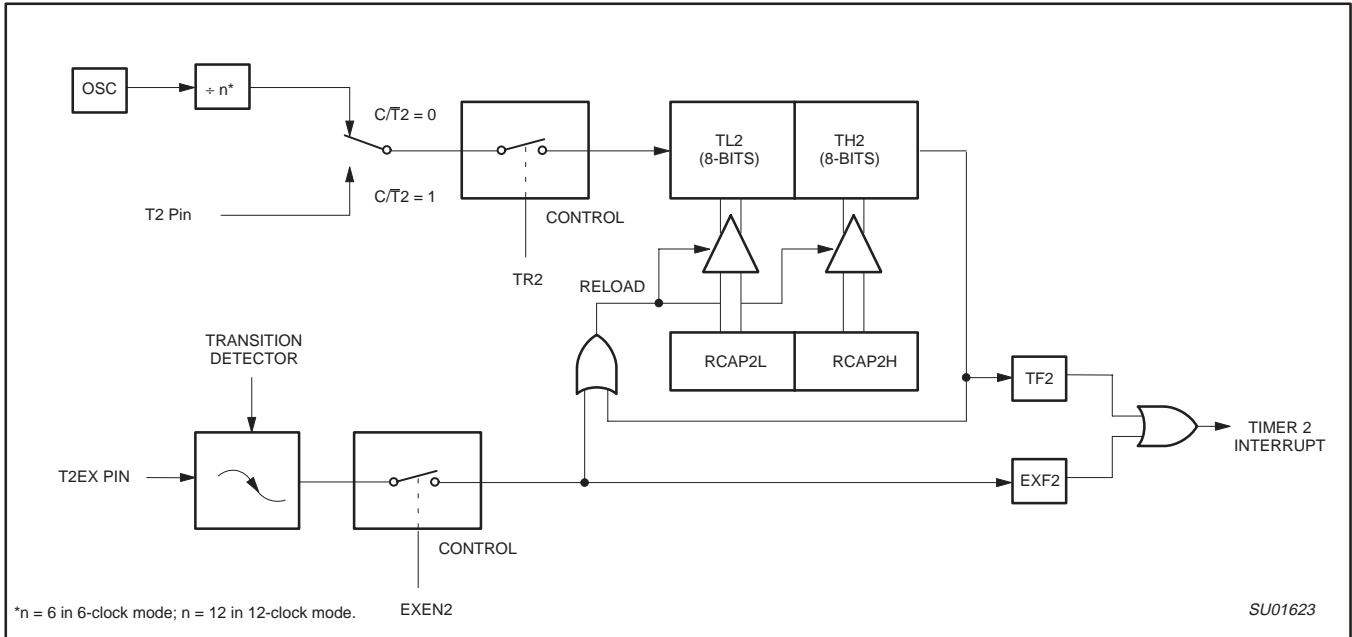 OSC
÷ n*
C/T̅2 = 0
TL2
(8-BITS)
TH2
(8-BITS)
C/T̅2 = 1
T2 Pin
CONTROL
TR2
RELOAD
TRANSITION
DETECTOR
RCAP2L
RCAP2H
TF2
TIMER 2
INTERRUPT
T2EX PIN
EXF2
CONTROL
EXEN2
*n = 6 in 6-clock mode; n = 12 in 12-clock mode.
SU01623